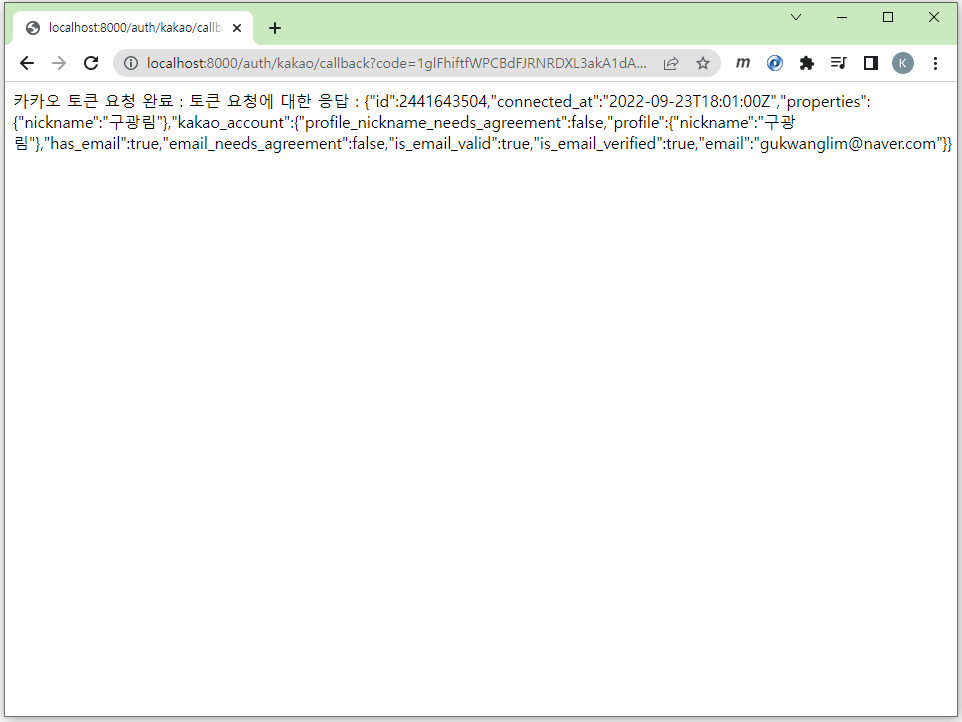 localhost:8000/auth/kakao/callb
localhost:8000/auth/kakao/callback?code=1glFhiftfWPCBdFJRNRDXL3akA1dA...
m
K
카카오 토큰 요청 완료 : 토큰 요청에 대한 응답 : {"id":2441643504,"connected_at":"2022-09-23T18:01:00Z","properties":
{"nickname":"구광림"},"kakao_account":{"profile_nickname_needs_agreement":false,"profile":{"nickname":"구광
림"},"has_email":true,"email_needs_agreement":false,"is_email_valid":true,"is_email_verified":true,"email":"gukwanglim@naver.com"}}